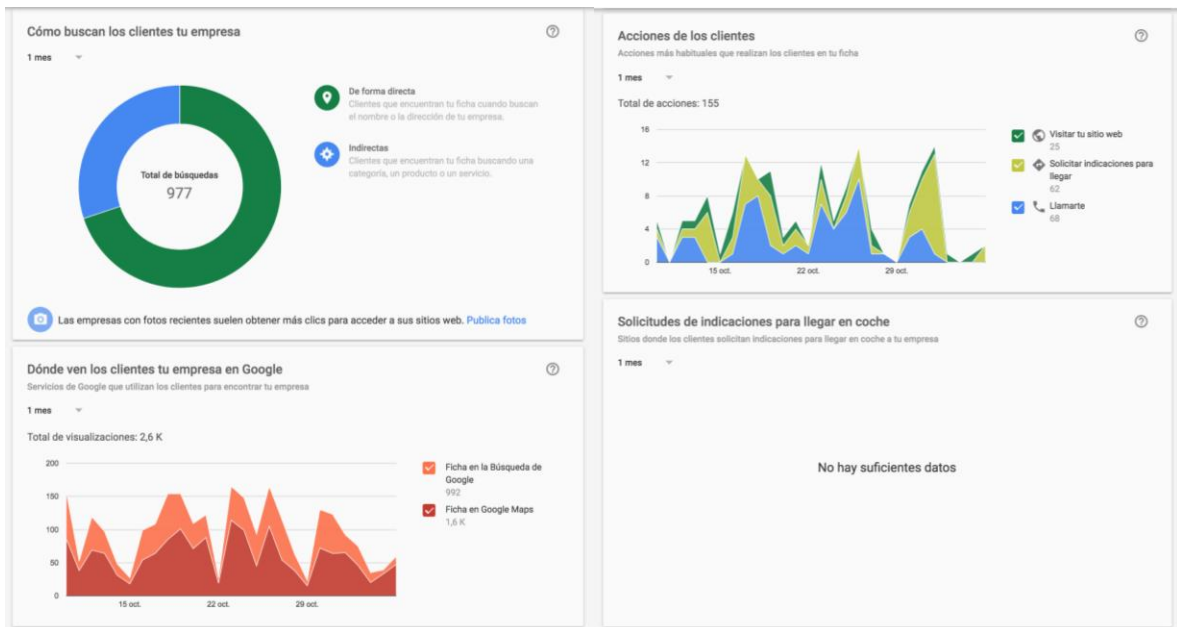 Cómo buscan los clientes tu empresa
1 mes
Total de búsquedas
977
De forma directa
Clientes que encuentran tu ficha cuando buscan
el nombre o la dirección de tu empresa.
Indirectas
Clientes que encuentran tu ficha buscando una
categoría, un producto o un servicio.
Las empresas con fotos recientes suelen obtener más clics para acceder a sus sitios web. Publica fotos
Dónde ven los clientes tu empresa en Google
Servicios de Google que utilizan los clientes para encontrar tu empresa
1 mes
Total de visualizaciones: 2,6 K
200
150
100
50
0
15 oct.
22 oct.
29 oct.
Ficha en la Búsqueda de
Google
992
Ficha en Google Maps
1,6 K
Acciones de los clientes
Acciones más habituales que realizan los clientes en tu ficha
1 mes
Total de acciones: 155
16
12
8
4
0
15 oct.
22 oct.
29 oct.
Visitar tu sitio web
25
Solicitar indicaciones para
llegar
62
Llamarte
68
Solicitudes de indicaciones para llegar en coche
Sitios donde los clientes solicitan indicaciones para llegar en coche a tu empresa
1 mes
No hay suficientes datos